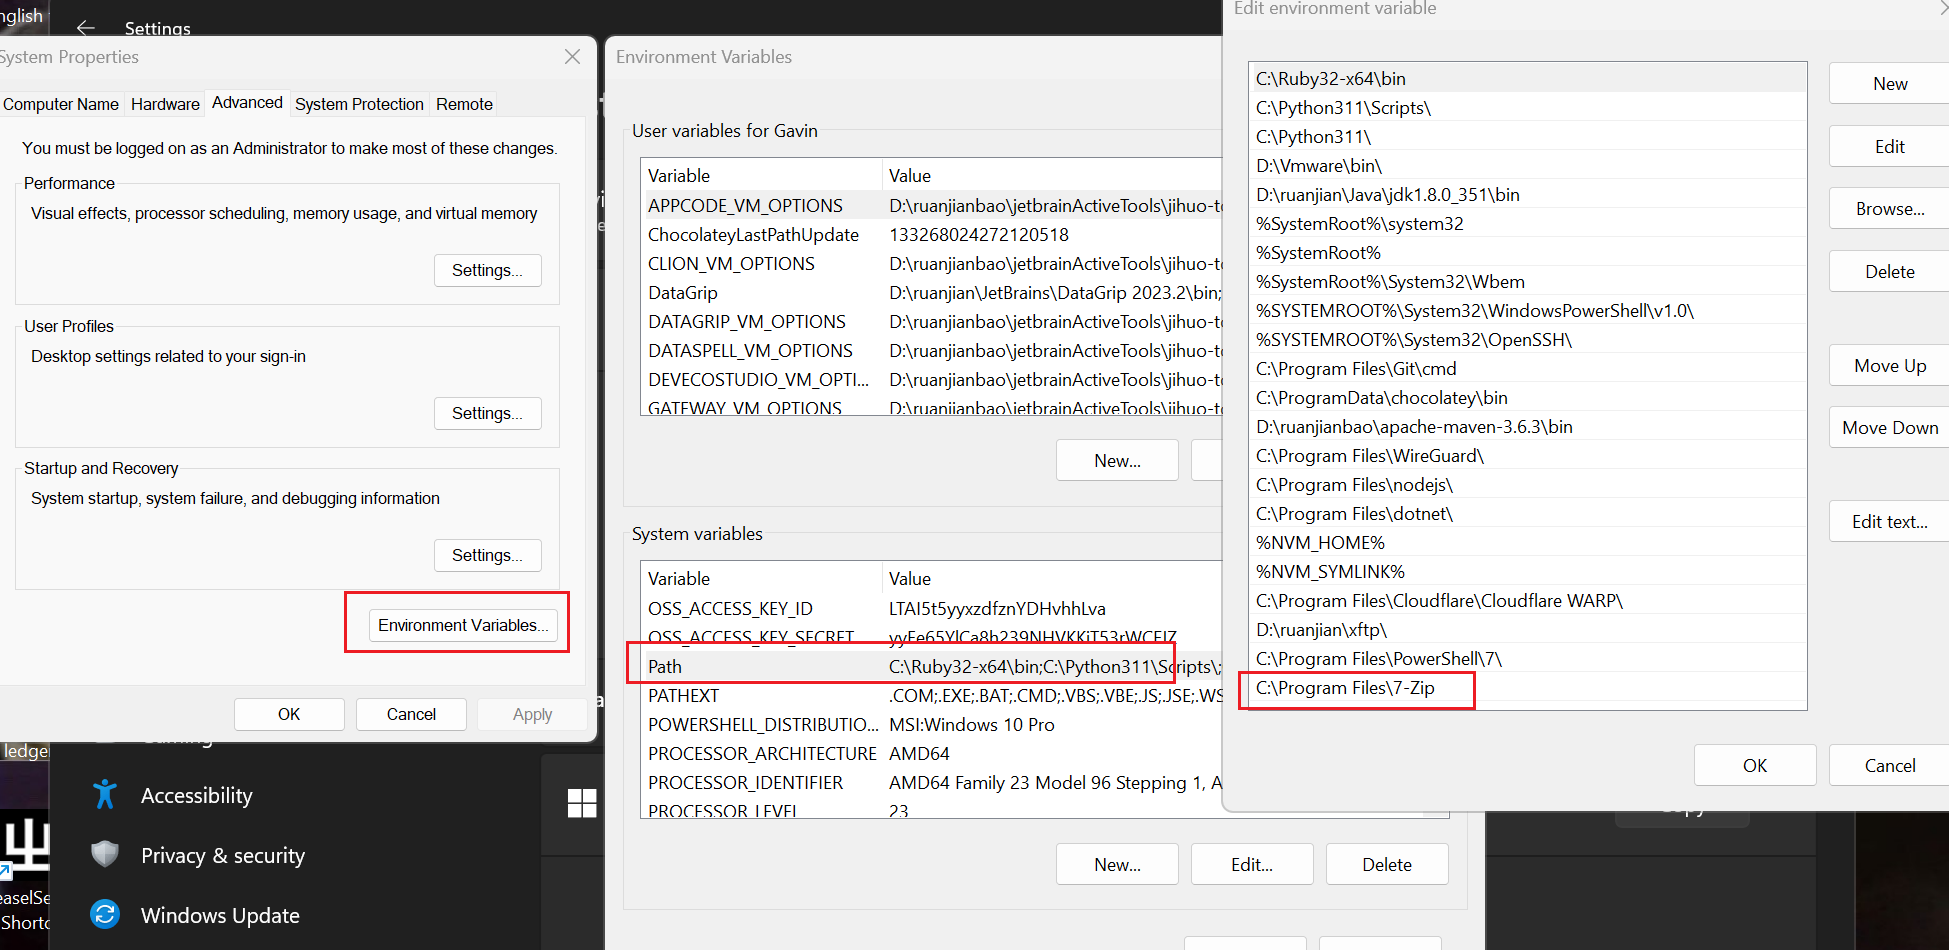 nglish
Settings
System Properties
Computer Name
Hardware
Advanced
System Protection
Remote
You must be logged on as an Administrator to make most of these changes.
Performance
Visual effects, processor scheduling, memory usage, and virtual memory
Settings...
User Profiles
Desktop settings related to your sign-in
Settings...
Startup and Recovery
System startup, system failure, and debugging information
Settings...
Environment Variables...
OK
Cancel
Apply
ledge
Accessibility
Privacy & security
Windows Update
easelSe
Shortc
Environment Variables
User variables for Gavin
Variable Value
APPCODE_VM_OPTIONS D:\ruanjianbao\jetbrainActiveTools\jihuo-to
ChocolateyLastPathUpdate 133268024272120518
CLION_VM_OPTIONS D:\ruanjianbao\jetbrainActiveTools\jihuo-to
DataGrip D:\ruanjian\JetBrains\DataGrip 2023.2\bin;
DATAGRIP_VM_OPTIONS D:\ruanjianbao\jetbrainActiveTools\jihuo-to
DATASPELL_VM_OPTIONS D:\ruanjianbao\jetbrainActiveTools\jihuo-to
DEVECOSTUDIO_VM_OPTI... D:\ruanjianbao\jetbrainActiveTools\jihuo-to
GATEWAY_VM_OPTIONS D:\ruanjianbao\jetbrainActiveTools\jihuo-to
New...
System variables
Variable Value
OSS_ACCESS_KEY_ID LTAI5t5yyxzdfznYDHvhhLva
OSS_ACCESS_KEY_SECRET
Path C:\Ruby32-x64\bin;C:\Python311\Scripts\;
PATHEXT .COM;.EXE;.BAT;.CMD;.VBS;.VBE;.JS;.JSE;.WS
POWERSHELL_DISTRIBUTIO... MSI:Windows 10 Pro
PROCESSOR_ARCHITECTURE AMD64
PROCESSOR_IDENTIFIER AMD64 Family 23 Model 96 Stepping 1, A
PROCESSOR_LEVEL 23
New...
Edit...
Delete
Edit environment variable
C:\Ruby32-x64\bin
C:\Python311\Scripts\
C:\Python311\
D:\Vmware\bin\
D:\ruanjian\Java\jdk1.8.0_351\bin
%SystemRoot%\system32
%SystemRoot%
%SystemRoot%\System32\Wbem
%SYSTEMROOT%\System32\WindowsPowerShell\v1.0\
%SYSTEMROOT%\System32\OpenSSH\
C:\Program Files\Git\cmd
C:\ProgramData\chocolatey\bin
D:\ruanjianbao\apache-maven-3.6.3\bin
C:\Program Files\WireGuard\
C:\Program Files\nodejs\
C:\Program Files\dotnet\
%NVM_HOME%
%NVM_SYMLINK%
C:\Program Files\Cloudflare\Cloudflare WARP\
D:\ruanjian\xftp\
C:\Program Files\PowerShell\7\
C:\Program Files\7-Zip
New
Edit
Browse...
Delete
Move Up
Move Down
Edit text...
OK
Cancel